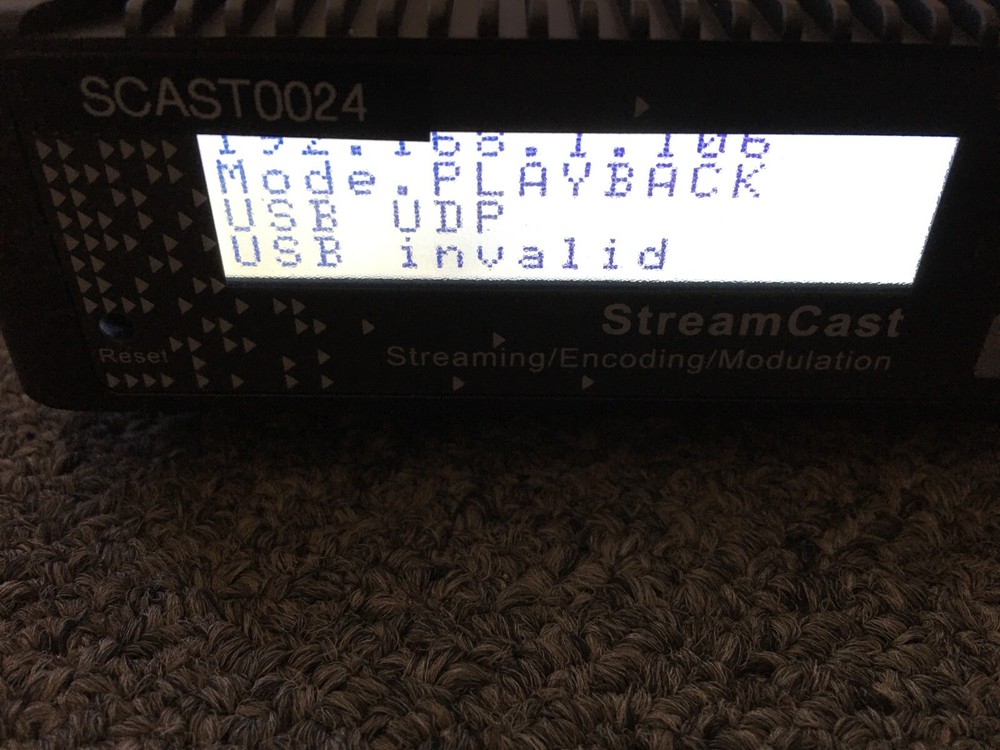 SCAST0024
192.168.1.106
Mode.PLAYBACK
USB UDP
USB invalid
StreamCast
Streaming/Encoding/Modulation
Reset